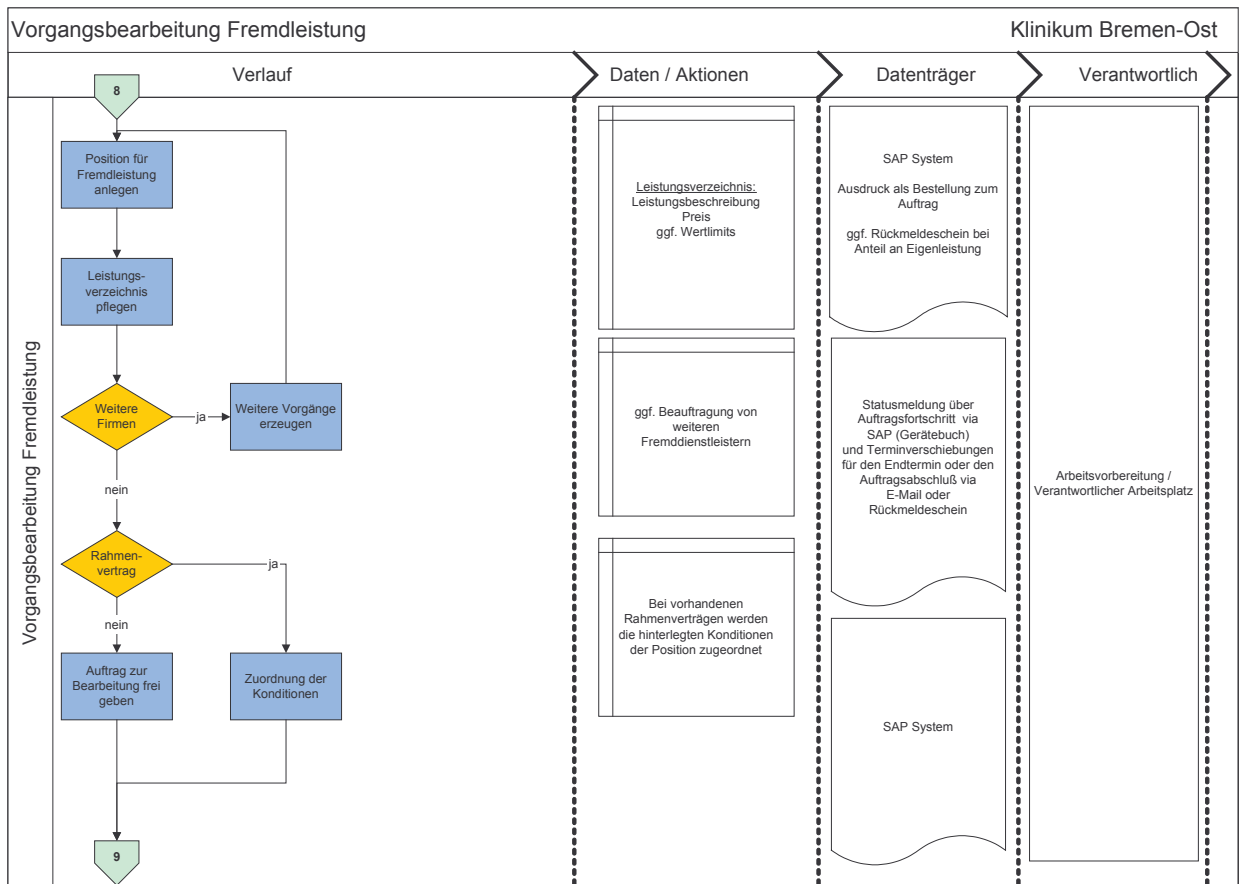 Vorgangsbearbeitung Fremdleistung
Klinikum Bremen-Ost
Verlauf
Daten / Aktionen
Datenträger
Verantwortlich
Vorgangsbearbeitung Fremdleistung
8
Position für
Fremdleistung
anlegen
Leistungs-
verzeichnis
pflegen
Weitere
Firmen
ja
Weitere Vorgänge
erzeugen
nein
Rahmen-
vertrag
ja
nein
Auftrag zur
Bearbeitung frei
geben
Zuordnung der
Konditionen
9
Leistungsverzeichnis:
Leistungsbeschreibung
Preis
ggf. Wertlimits
ggf. Beauftragung von
weiteren
Fremddienstleistern
Bei vorhandenen
Rahmenverträgen werden
die hinterlegten Konditionen
der Position zugeordnet
SAP System
Ausdruck als Bestellung zum
Auftrag
ggf. Rückmeldeschein bei
Anteil an Eigenleistung
Statusmeldung über
Auftragsfortschritt via
SAP (Gerätebuch)
und Terminverschiebungen
für den Endtermin oder den
Auftragsabschluß via
E-Mail oder
Rückmeldeschein
SAP System
Arbeitsvorbereitung /
Verantwortlicher Arbeitsplatz